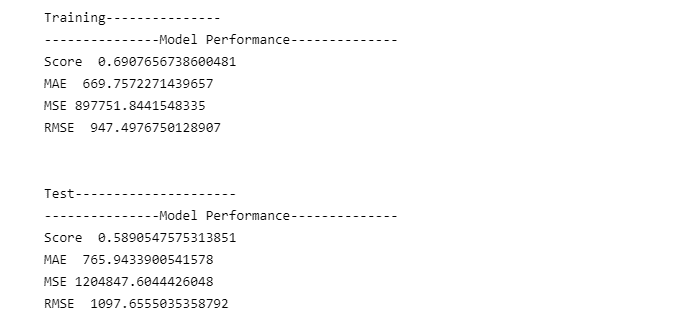 Training---------------
---------------Model Performance--------------
Score  0.6907656738600481
MAE  669.7572271439657
MSE 897751.8441548335
RMSE  947.4976750128907
Test---------------------
---------------Model Performance--------------
Score  0.5890547575313851
MAE  765.9433900541578
MSE 1204847.6044426048
RMSE  1097.6555035358792